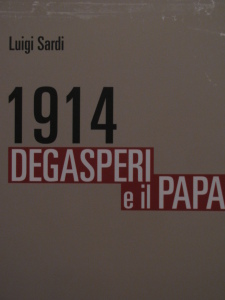 Luigi Sardi
1914
DEGASPERI
e il PAPA